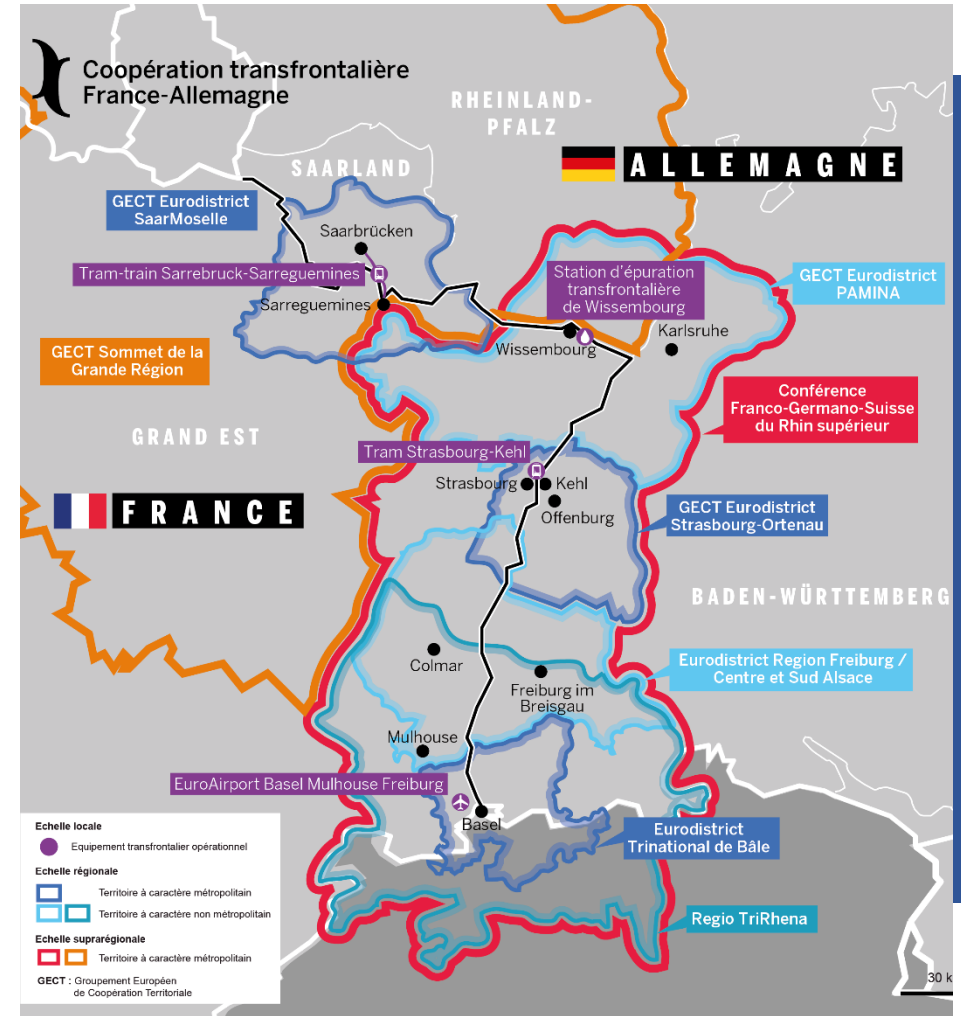 Coopération transfrontalière
France-Allemagne
RHEINLAND-
PFALZ
SAARLAND
ALLEMAGNE
GECT Eurodistrict
SaarMoselle
Saarbrücken
Tram-train Sarrebruck-Sarreguemines
Sarreguemines
Station d'épuration
transfrontalière
de Wissembourg
GECT Eurodistrict
PAMINA
Wissembourg
Karlsruhe
GECT Sommet de la
Grande Région
Conférence
Franco-Germano-Suisse
du Rhin supérieur
GRAND EST
Tram Strasbourg-Kehl
Strasbourg
Kehl
Offenburg
FRANCE
GECT Eurodistrict
Strasbourg-Ortenau
BADEN-WÜRTTEMBERG
Colmar
Freiburg im
Breisgau
Eurodistrict Region Freiburg /
Centre et Sud Alsace
Mulhouse
EuroAirport Basel Mulhouse Freiburg
Basel
Eurodistrict
Trinational de Bâle
Regio TriRhena
Echelle locale
Equipement transfrontalier opérationnel
Echelle régionale
Territoire à caractère métropolitain
Territoire à caractére non métropolitain
Echelle suprarégionale
Territoire à caractère métropolitain
GECT : Groupement Européen
de Coopération Territoriale
30 k